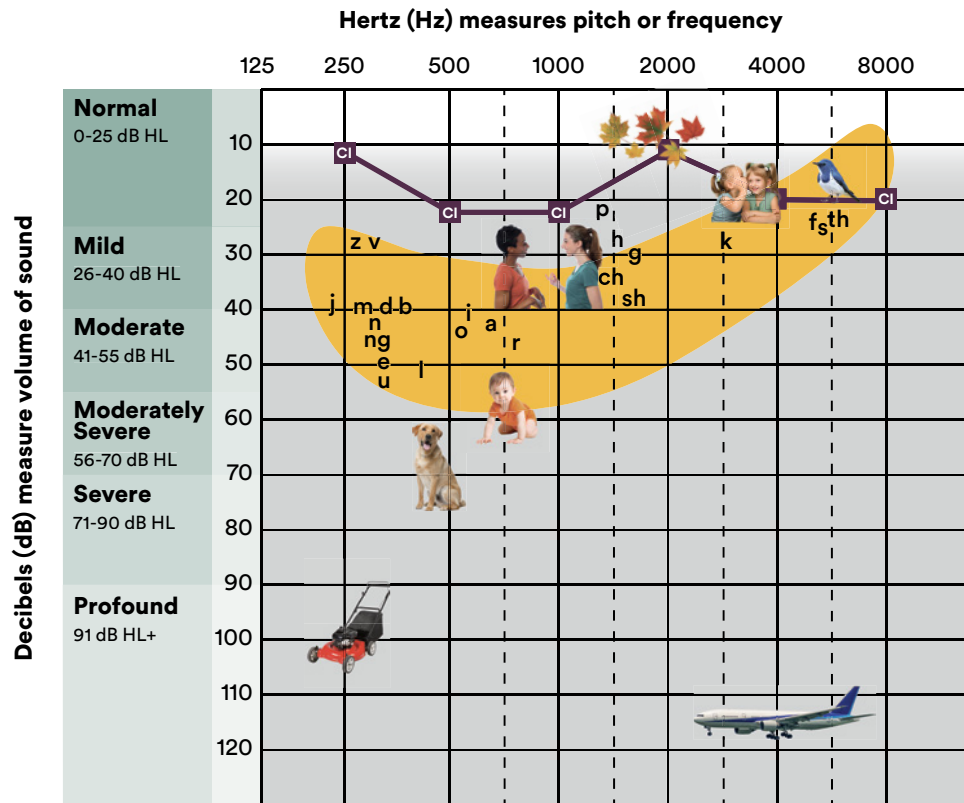 Hertz (Hz) measures pitch or frequency
125 250 500 1000 2000 4000 8000
Decibels (dB) measure volume of sound
Normal
0-25 dB HL
Mild
26-40 dB HL
Moderate
41-55 dB HL
Moderately
Severe
56-70 dB HL
Severe
71-90 dB HL
Profound
91 dB HL+
10
20
30
40
50
60
70
80
90
100
110
120
CI
CI
CI
CI
p
f s th
z v
h
k
g
ch
sh
j
m-d-b
i
n
a
o
ng
r
e
l
u